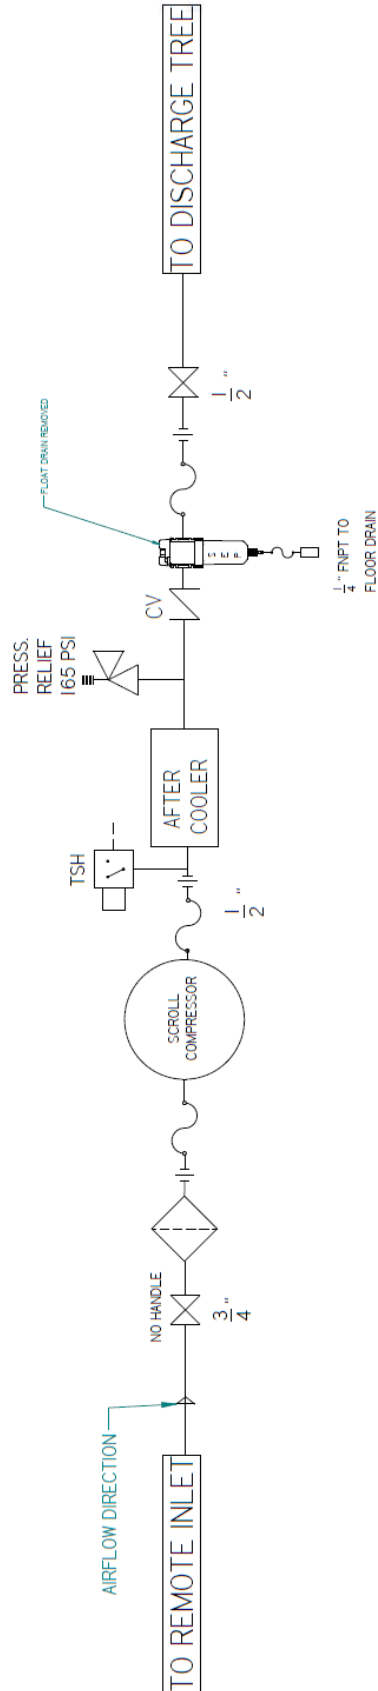 TO DISCHARGE TREE
1/2"
FLOAT DRAIN REMOVED
S E P.
1/4" FNPT TO
FLOOR DRAIN
CV
PRESS.
RELIEF
165 PSI
AFTER
COOLER
TSH
1/2"
SCROLL
COMPRESSOR
NO HANDLE
3/4"
AIRFLOW DIRECTION
TO REMOTE INLET